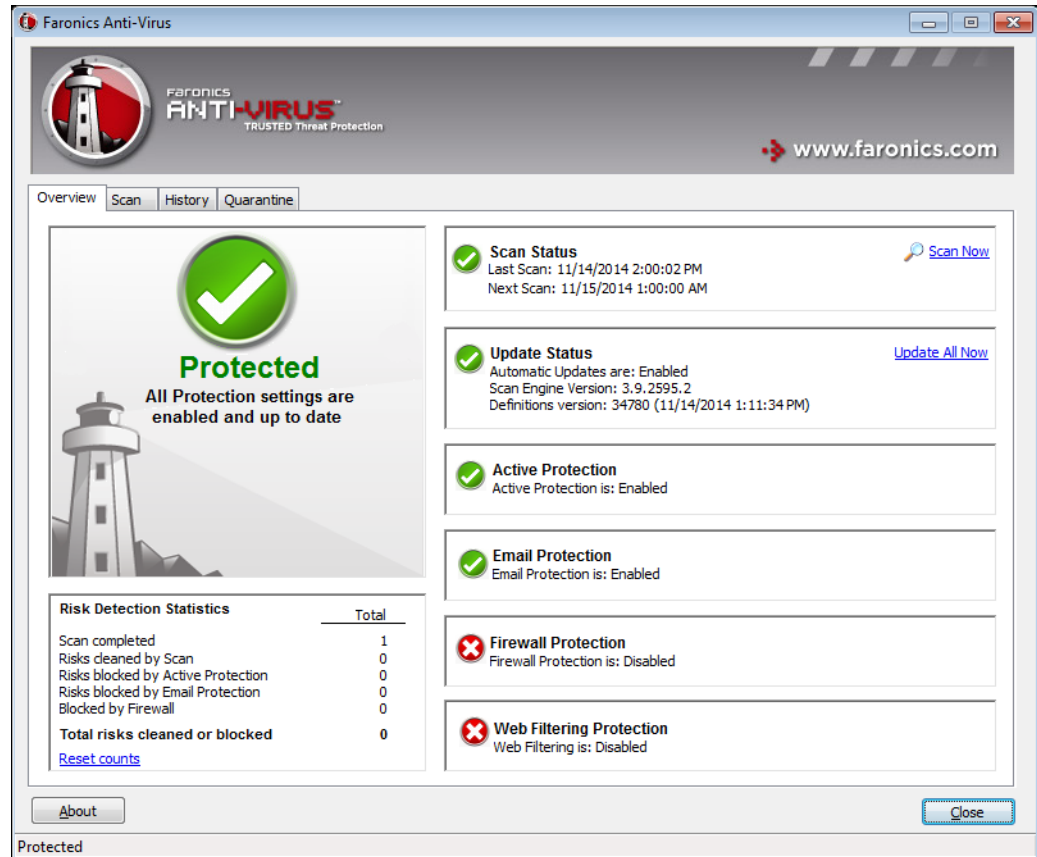 Faronics Anti-Virus
Faronics
ANTI-VIRUS™
TRUSTED Threat Protection
www.faronics.com
Overview Scan History Quarantine
Protected
All Protection settings are
enabled and up to date
Risk Detection Statistics Total
Scan completed 1
Risks cleaned by Scan 0
Risks blocked by Active Protection 0
Risks blocked by Email Protection 0
Blocked by Firewall 0
Total risks cleaned or blocked 0
Reset counts
Scan Status Scan Now
Last Scan: 11/14/2014 2:00:02 PM
Next Scan: 11/15/2014 1:00:00 AM
Update Status Update All Now
Automatic Updates are: Enabled
Scan Engine Version: 3.9.2595.2
Definitions version: 34780 (11/14/2014 1:11:34 PM)
Active Protection
Active Protection is: Enabled
Email Protection
Email Protection is: Enabled
Firewall Protection
Firewall Protection is: Disabled
Web Filtering Protection
Web Filtering is: Disabled
About Close
Protected